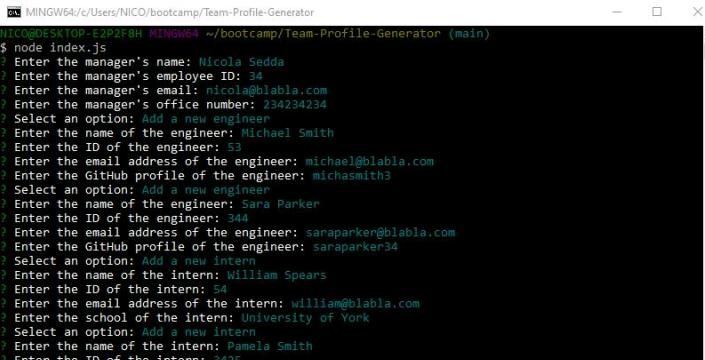 MINGW64:/c/Users/NICO/bootcamp/Team-Profile-Generator
NICO@DESKTOP-E2P2F8H MINGW64 ~/bootcamp/Team-Profile-Generator (main)
$ node index.js
? Enter the manager's name: Nicola Sedda
? Enter the manager's employee ID: 34
? Enter the manager's email: nicola@blabla.com
? Enter the manager's office number: 234234234
? Select an option: Add a new engineer
? Enter the name of the engineer: Michael Smith
? Enter the ID of the engineer: 53
? Enter the email address of the engineer: michael@blabla.com
? Enter the GitHub profile of the engineer: michasmith3
? Select an option: Add a new engineer
? Enter the name of the engineer: Sara Parker
? Enter the ID of the engineer: 344
? Enter the email address of the engineer: saraparker@blabla.com
? Enter the GitHub profile of the engineer: saraparker34
? Select an option: Add a new intern
? Enter the name of the intern: William Spears
? Enter the ID of the intern: 54
? Enter the email address of the intern: william@blabla.com
? Enter the school of the intern: University of York
? Select an option: Add a new intern
? Enter the name of the intern: Pamela Smith
? Enter the ID of the intern: